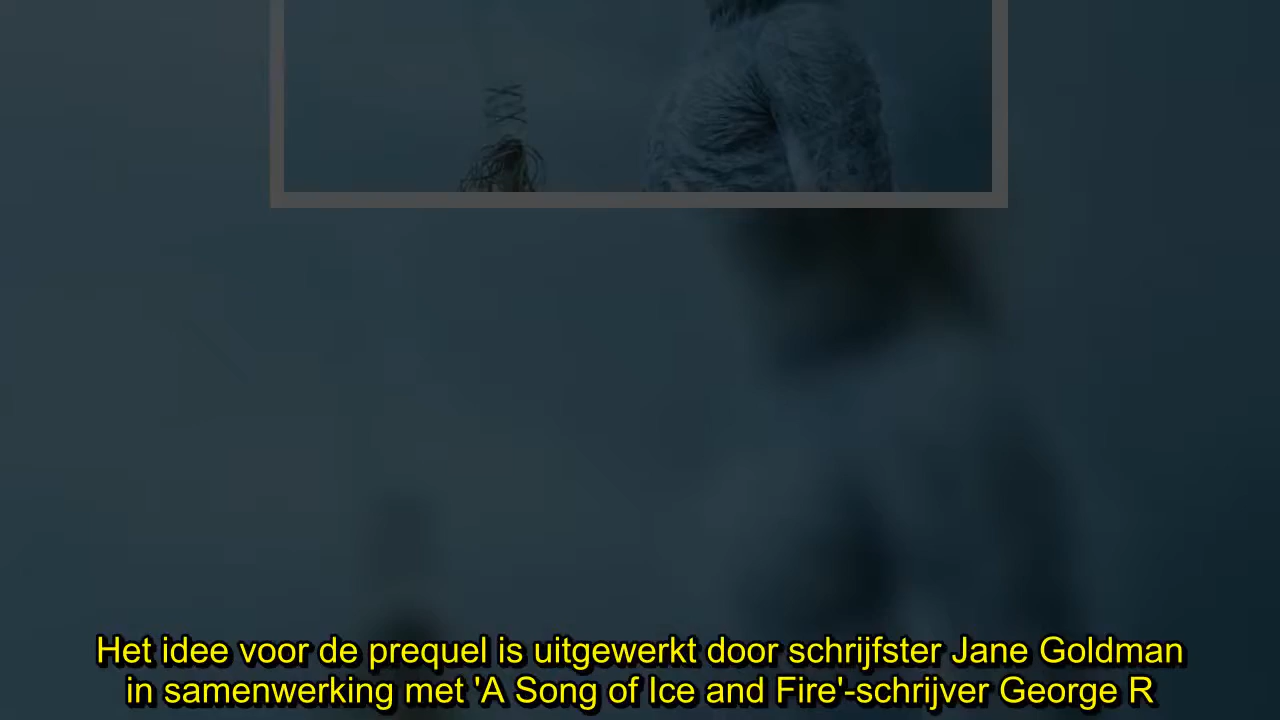 Het idee voor de prequel is uitgewerkt door schrijfster Jane Goldman
in samenwerking met 'A Song of Ice and Fire'-schrijver George R